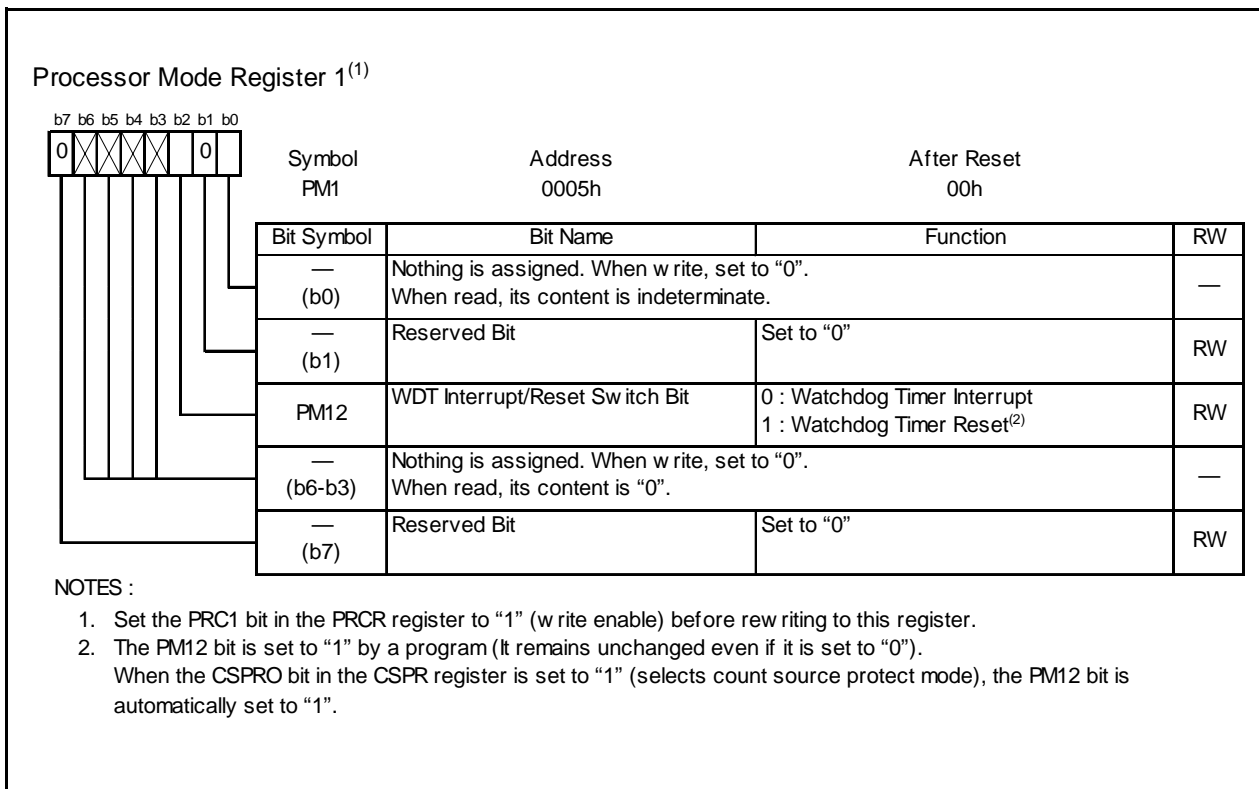 Processor Mode Register 1(1)
b7 b6 b5 b4 b3 b2 b1 b0
0 0
Symbol Address After Reset
PM1 0005h 00h
Bit Symbol Bit Name Function RW
— (b0) Nothing is assigned. When write, set to “0”.
When read, its content is indeterminate. —
— (b1) Reserved Bit Set to “0” RW
PM12 WDT Interrupt/Reset Switch Bit 0 : Watchdog Timer Interrupt
1 : Watchdog Timer Reset(2) RW
— (b6-b3) Nothing is assigned. When write, set to “0”.
When read, its content is “0”. —
— (b7) Reserved Bit Set to “0” RW
NOTES :
1. Set the PRC1 bit in the PRCR register to “1” (write enable) before rewriting to this register.
2. The PM12 bit is set to “1” by a program (It remains unchanged even if it is set to “0”).
When the CSPRO bit in the CSPR register is set to “1” (selects count source protect mode), the PM12 bit is
automatically set to “1”.